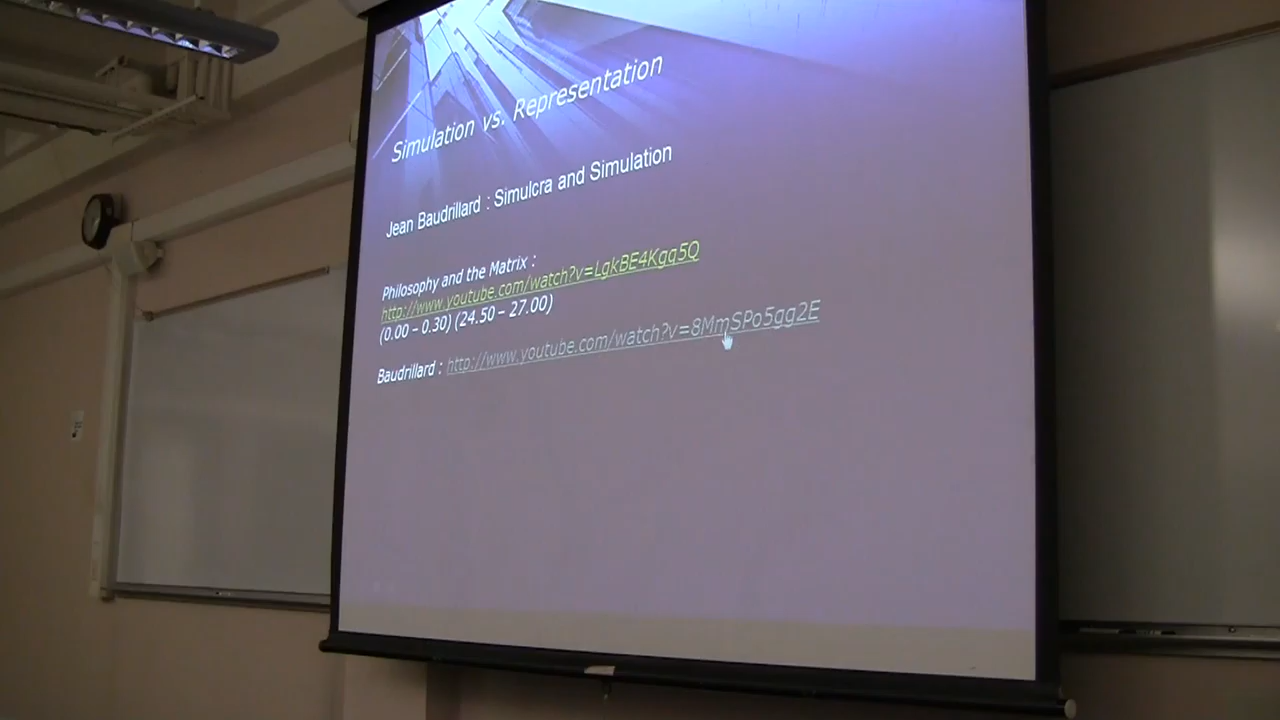 Simulation vs. Representation
Jean Baudrillard : Simulcra and Simulation
Philosophy and the Matrix :
http://www.youtube.com/watch?v=LgkBE4Kgq5Q
(0.00 – 0.30) (24.50 – 27.00)
Baudrillard : http://www.youtube.com/watch?v=8MmSPo5gg2E